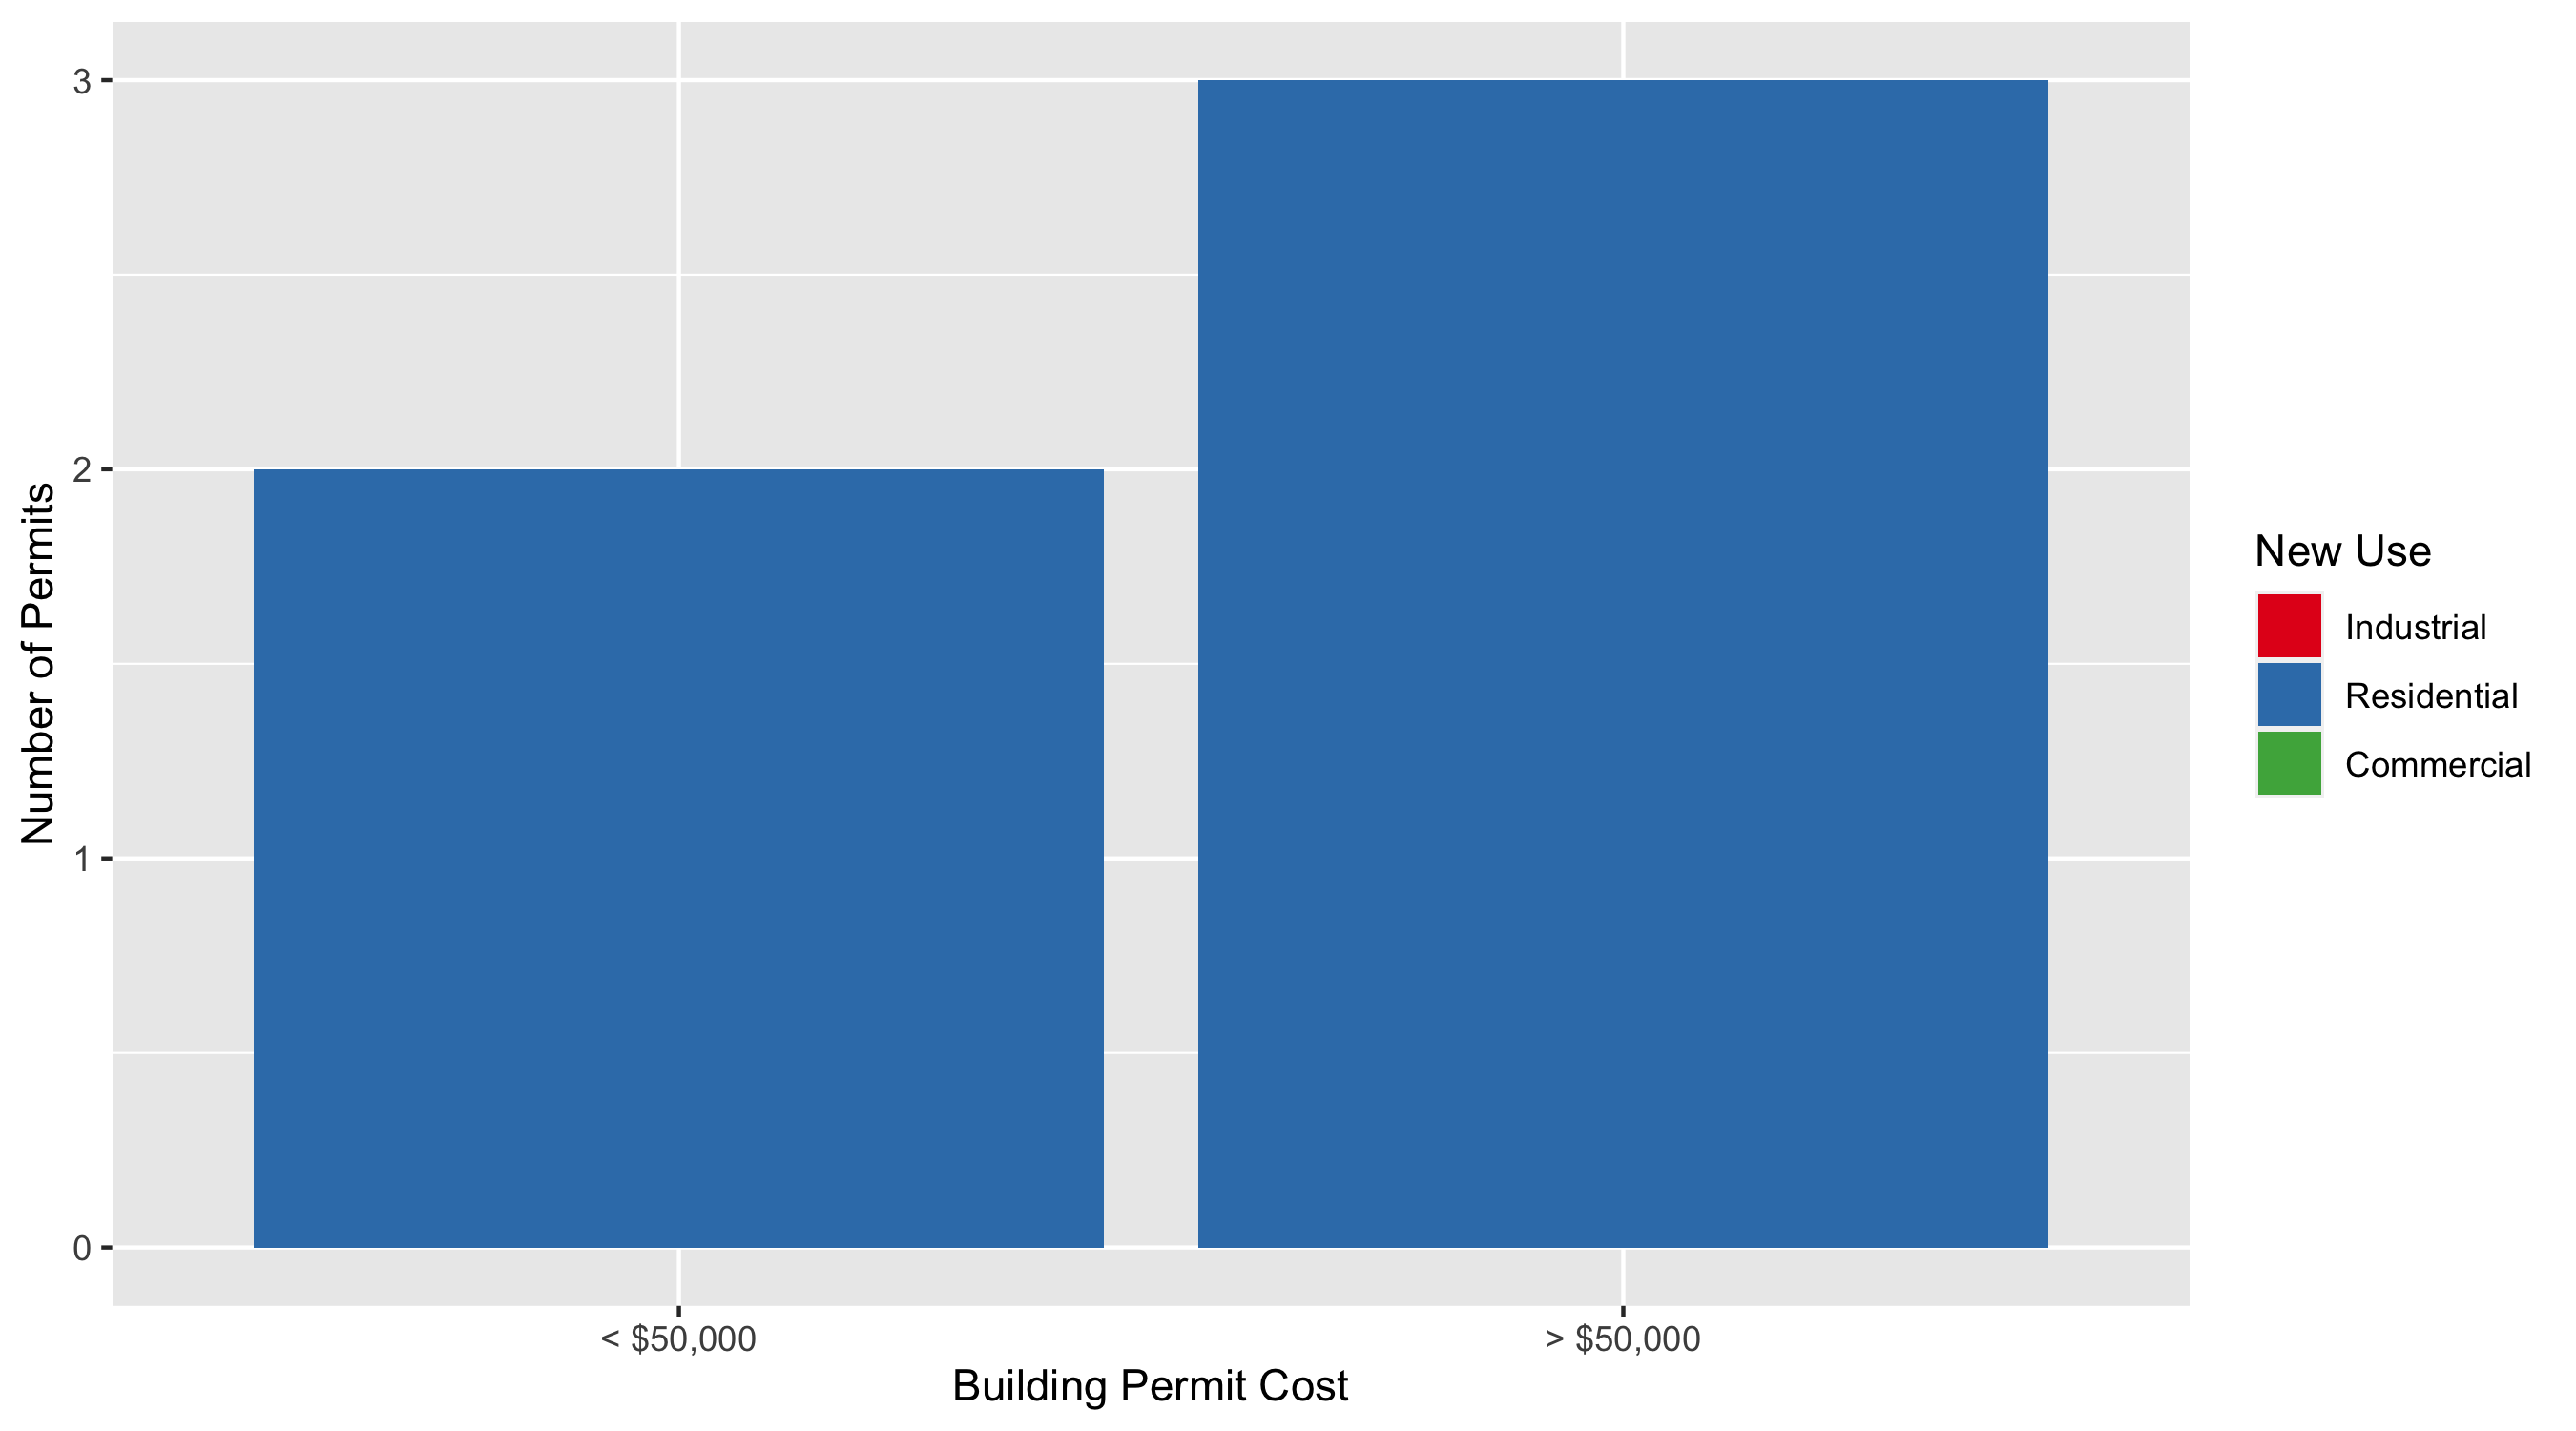 3
2
1
0
Number of Permits
< $50,000
> $50,000
Building Permit Cost
New Use
Industrial
Residential
Commercial